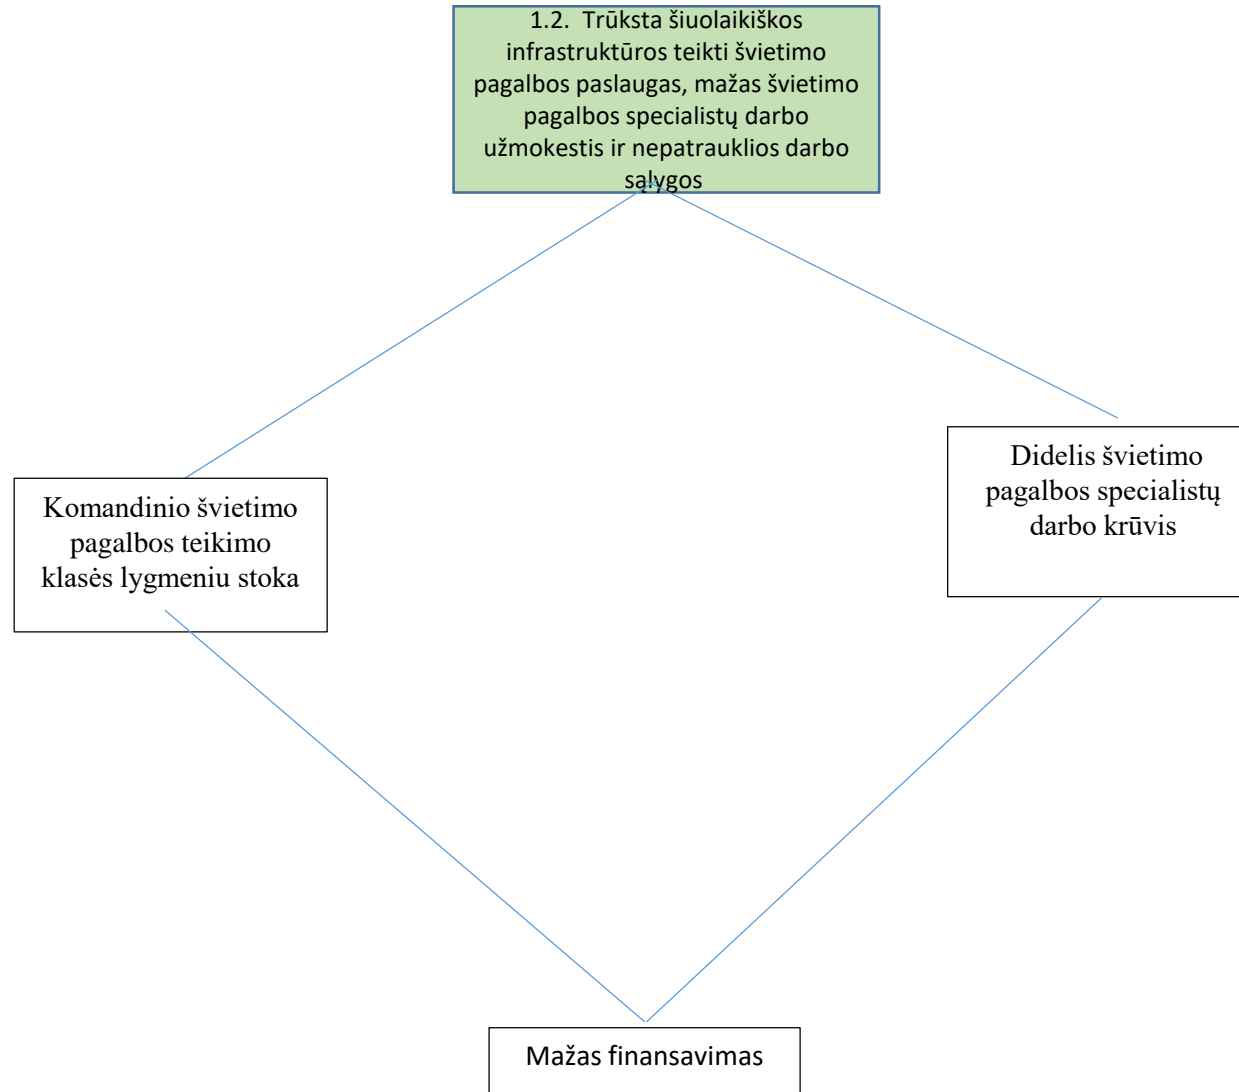 1.2. Trūksta šiuolaikiškos
infrastruktūros teikti švietimo
pagalbos paslaugas, mažas švietimo
pagalbos specialistų darbo
užmokestis ir nepatrauklios darbo
sąlygos
Komandinio švietimo
pagalbos teikimo
klasės lygmeniu stoka
Didelis švietimo
pagalbos specialistų
darbo krūvis
Mažas finansavimas